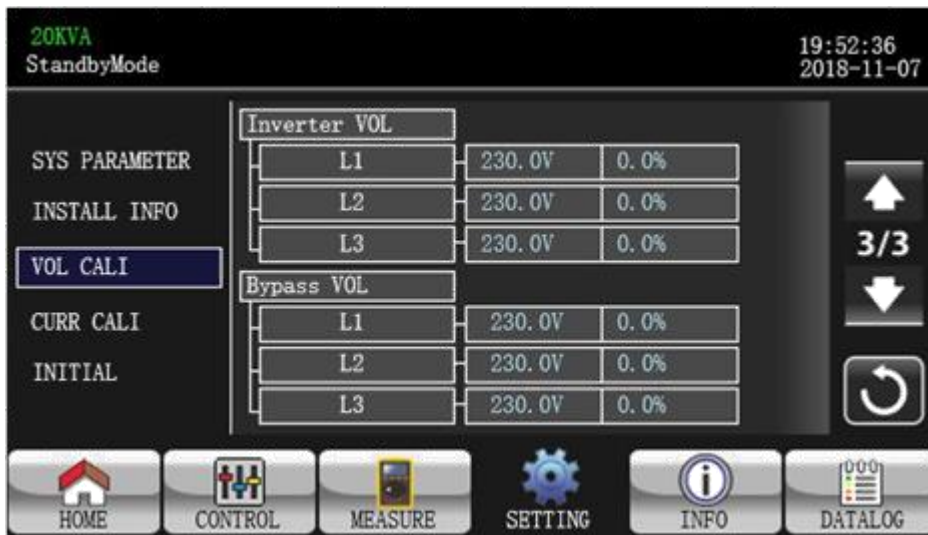 20KVA
StandbyMode
19:52:36
2018-11-07
SYS PARAMETER
INSTALL INFO
VOL CALI
CURR CALI
INITIAL
Inverter VOL
L1 230.0V 0.0%
L2 230.0V 0.0%
L3 230.0V 0.0%
Bypass VOL
L1 230.0V 0.0%
L2 230.0V 0.0%
L3 230.0V 0.0%
3/3
HOME CONTROL MEASURE SETTING INFO DATALOG